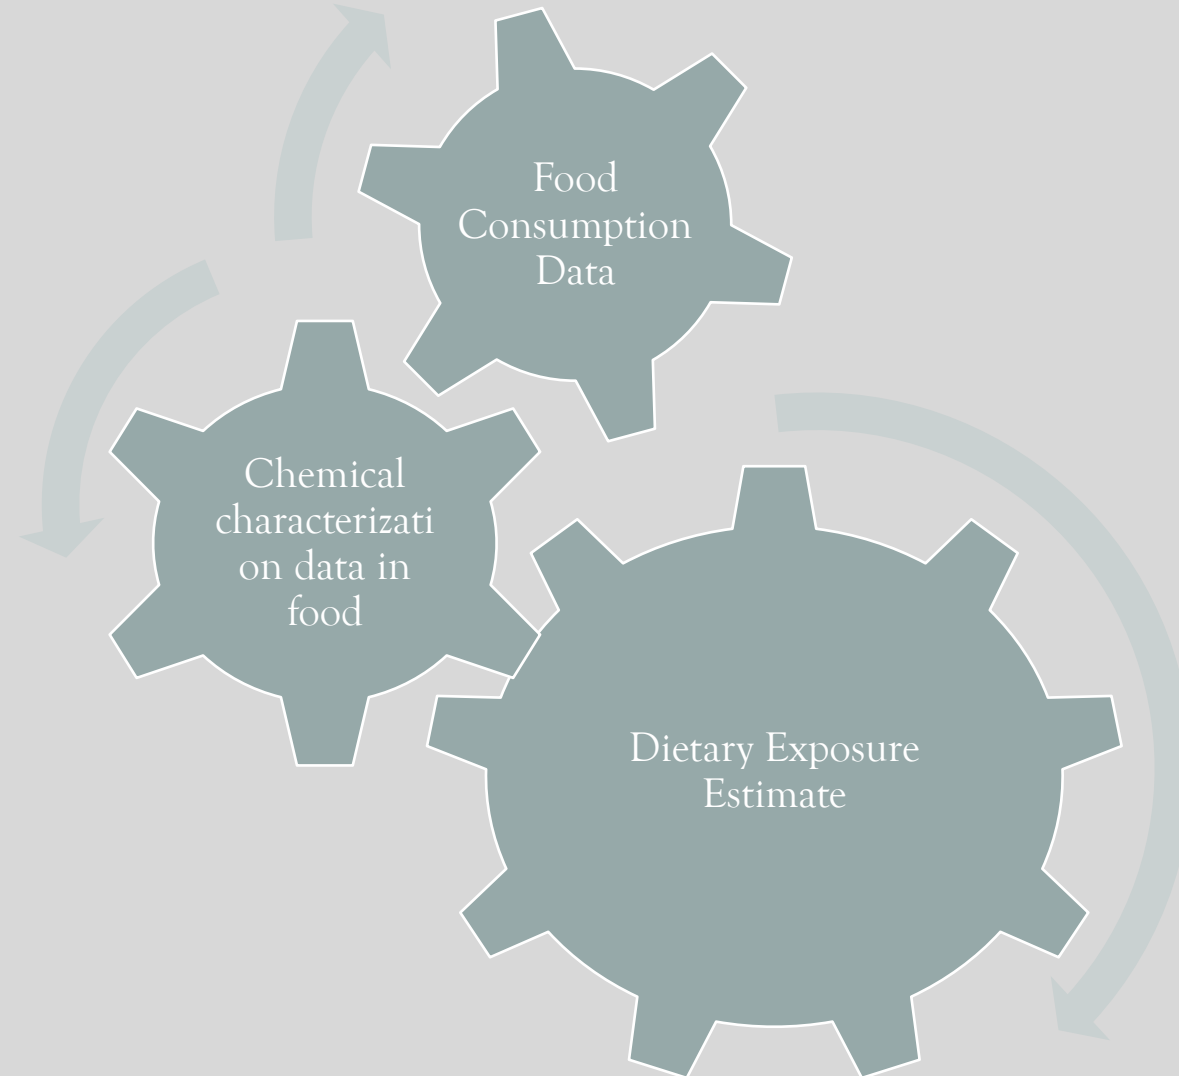 Food
Consumption
Data
Chemical
characterizati
on data in
food
Dietary Exposure
Estimate